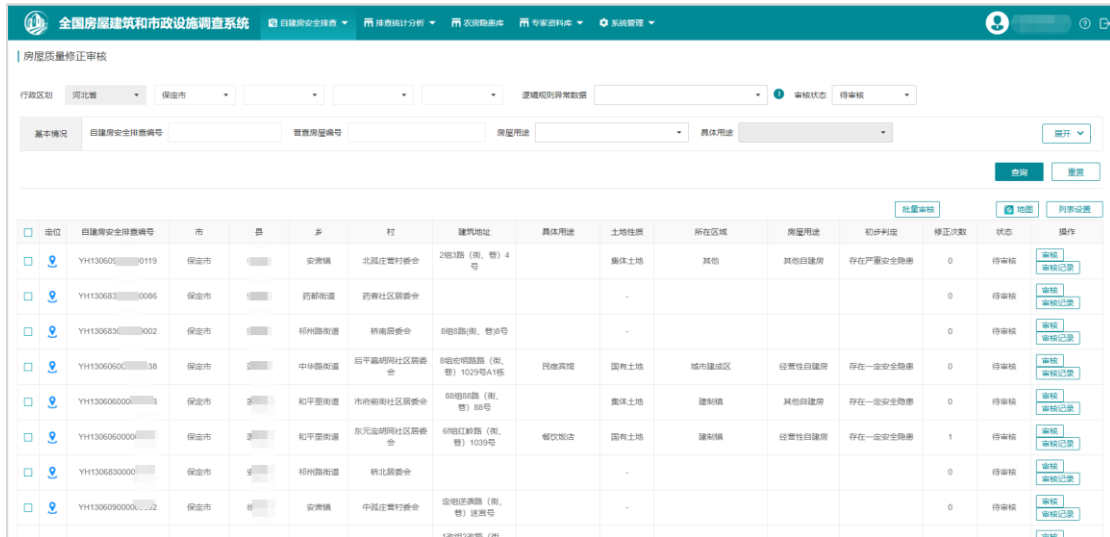 全国房屋建筑和市政设施调查系统 自建房安全排查 排查统计分析 农房隐患库 专家资料库 系统管理
房屋质量修正审核
行政区划 河北省 保定市 逻辑规则异常数据 审核状态 待审核
基本情况 自建房安全排查编号 普查房屋编号 房屋用途 具体用途 展开
查询 重置
批量审核 地图 列表设置
定位 自建房安全排查编号 市 县 乡 村 建筑地址 具体用途 土地性质 所在区域 房屋用途 初步判定 修正次数 状态 操作
YH130609 0119 保定市 安肃镇 北孤庄营村委会 2组3路（街、巷）4号 集体土地 其他 其他自建房 存在严重安全隐患 0 待审核 审核 审核记录
YH130683 0086 保定市 药都街道 药香社区居委会 - 0 待审核 审核 审核记录
YH1306830 002 保定市 祁州路街道 桥南居委会 8组8路(街、巷)8号 - 0 待审核 审核 审核记录
YH1306060 38 保定市 中华路街道 后平嘉胡同社区居委会 8组宏明路路（街、巷）1029号A1栋 民宿宾馆 国有土地 城市建成区 经营性自建房 存在一定安全隐患 0 待审核 审核 审核记录
YH130606000 保定市 和平里街道 市府前街社区居委会 88组88路（街、巷）88号 集体土地 建制镇 其他自建房 存在一定安全隐患 0 待审核 审核 审核记录
YH1306060000 保定市 和平里街道 东元宝胡同社区居委会 6组红岭路（街、巷）1039号 餐饮饭店 国有土地 建制镇 经营性自建房 存在一定安全隐患 1 待审核 审核 审核记录
YH1306830000 保定市 祁州路街道 桥北居委会 - 0 待审核 审核 审核记录
YH130609000 保定市 安肃镇 中孤庄营村委会 定组逆袭路（街、巷）迷宫号 - 0 待审核 审核 审核记录